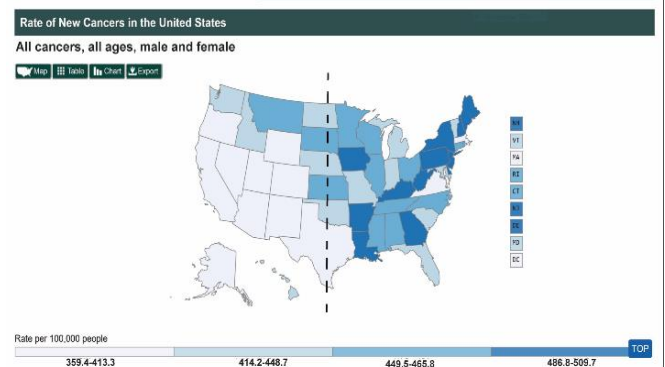 Rate of New Cancers in the United States
All cancers, all ages, male and female
Map Table Chart Export
NH
VT
MA
RI
CT
NJ
DE
MD
DC
Rate per 100,000 people
TOP
359.4-413.3 414.2-448.7 449.5-465.8 486.8-509.7